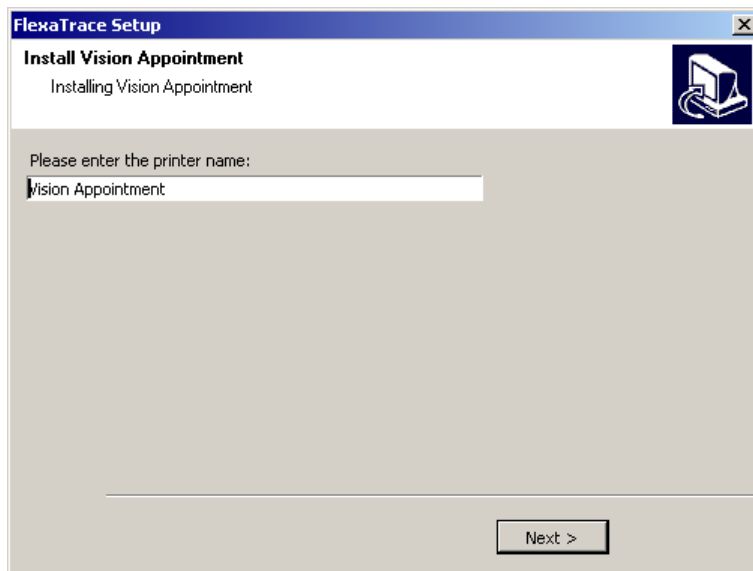 FlexaTrace Setup
Install Vision Appointment
Installing Vision Appointment
Please enter the printer name:
Vision Appointment
Next >